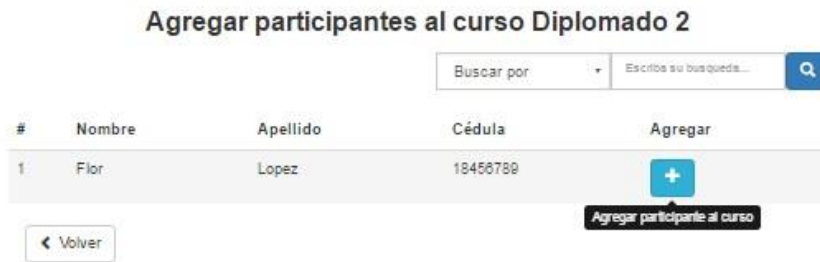 Agregar participantes al curso Diplomado 2
Buscar por Escriba su busqueda...
# Nombre Apellido Cédula Agregar
1 Flor Lopez 18456789
Agregar participante al curso
Volver